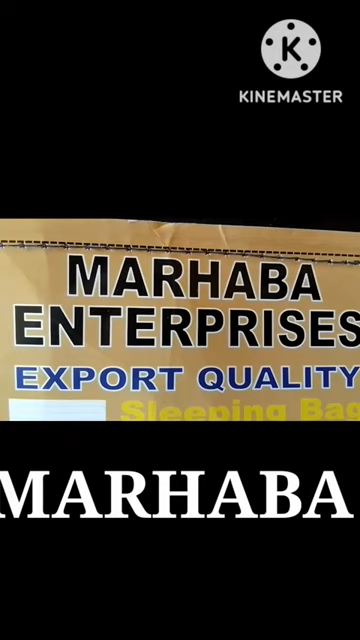 K
KINEMASTER
MARHABA
ENTERPRISES
EXPORT QUALITY
Sleeping Bag
MARHABA